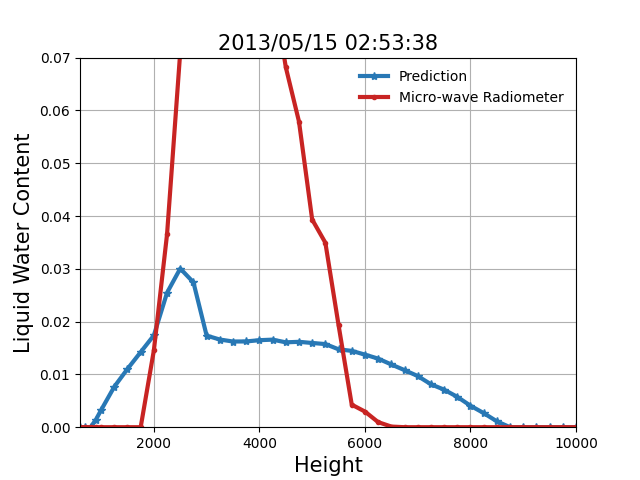 2013/05/15 02:53:38
0.07
0.06
0.05
0.04
0.03
0.02
0.01
0.00
Liquid Water Content
Prediction
Micro-wave Radiometer
2000 4000 6000 8000 10000
Height